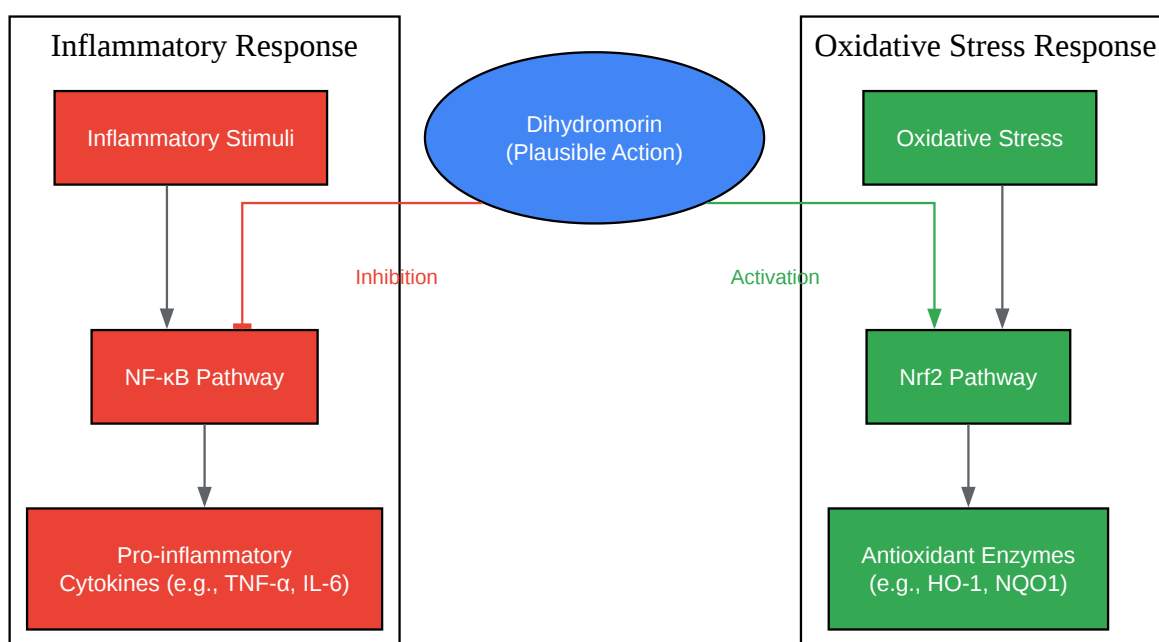 Inflammatory Response
Inflammatory Stimuli
Inhibition
NF-κB Pathway
Pro-inflammatory
Cytokines (e.g., TNF-α, IL-6)
Dihydromorin
(Plausible Action)
Oxidative Stress Response
Oxidative Stress
Activation
Nrf2 Pathway
Antioxidant Enzymes
(e.g., HO-1, NQO1)